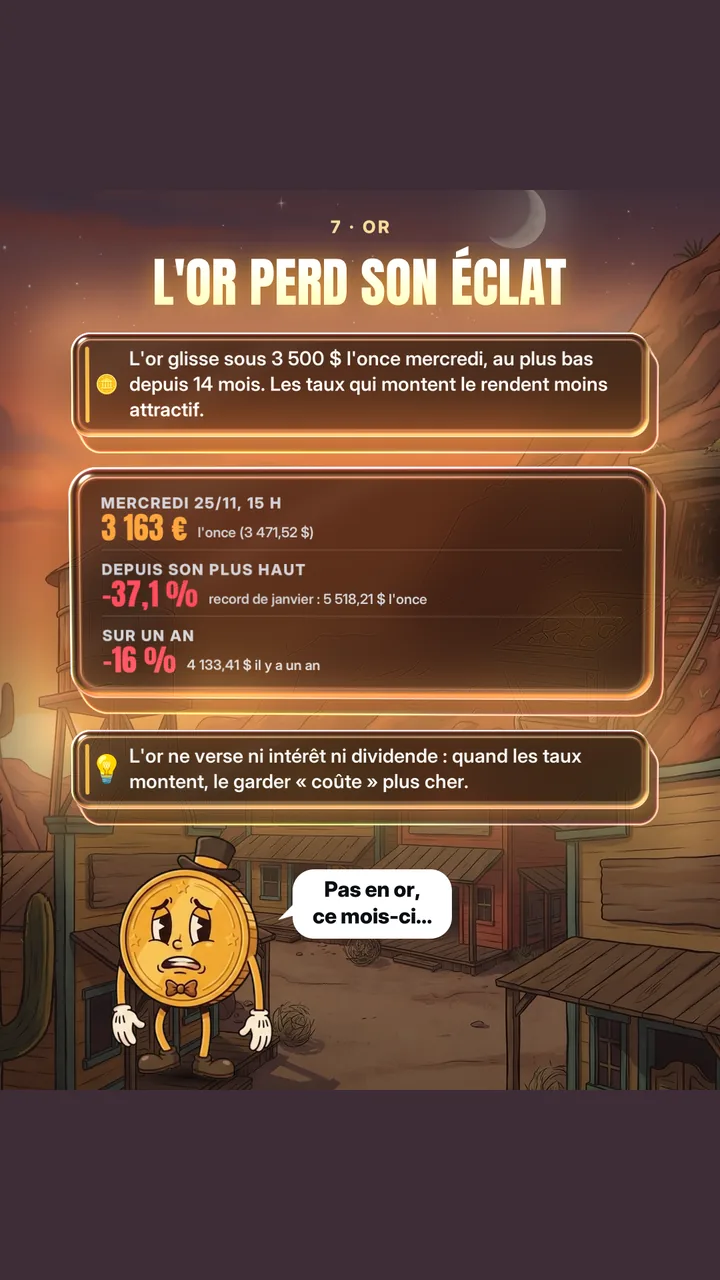 7 · OR
L'OR PERD SON ÉCLAT
L'or glisse sous 3 500 $ l'once mercredi, au plus bas
depuis 14 mois. Les taux qui montent le rendent moins
attractif.
MERCREDI 25/11, 15 H
3 163 € l'once (3 471,52 $)
DEPUIS SON PLUS HAUT
-37,1 % record de janvier : 5 518,21 $ l'once
SUR UN AN
-16 % 4 133,41 $ il y a un an
L'or ne verse ni intérêt ni dividende : quand les taux
montent, le garder « coûte » plus cher.
Pas en or,
ce mois-ci...